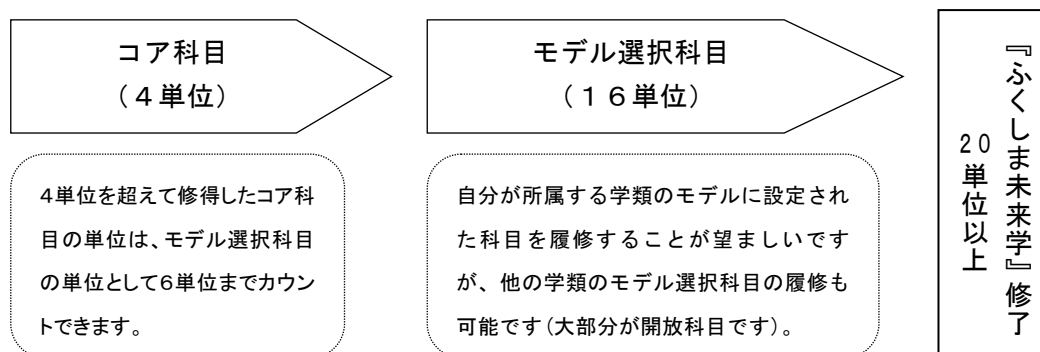 コア科目
（４単位）
４単位を超えて修得したコア科
目の単位は、モデル選択科目
の単位として６単位までカウン
トできます。
モデル選択科目
（１６単位）
自分が所属する学類のモデルに設定され
た科目を履修することが望ましいです
が、他の学類のモデル選択科目の履修も
可能です（大部分が開放科目です）。
『ふくしま未来学』修了
20単位以上